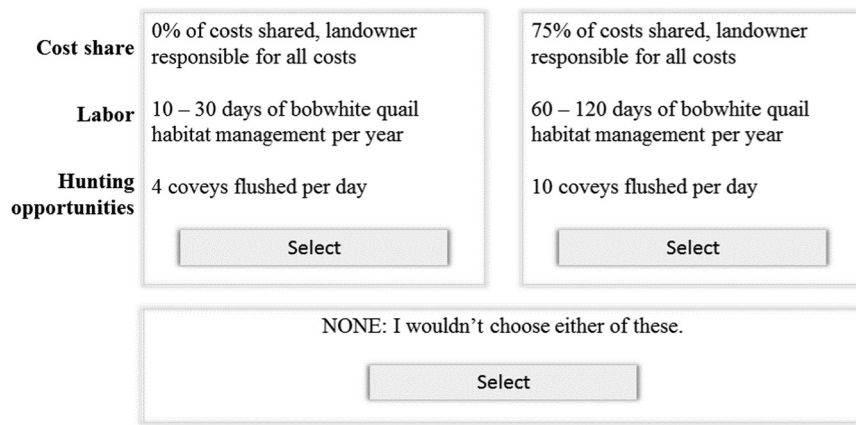 Cost share
0% of costs shared, landowner
responsible for all costs
75% of costs shared, landowner
responsible for all costs
Labor
10 – 30 days of bobwhite quail
habitat management per year
60 – 120 days of bobwhite quail
habitat management per year
Hunting
opportunities
4 coveys flushed per day
10 coveys flushed per day
Select
Select
NONE: I wouldn’t choose either of these.
Select